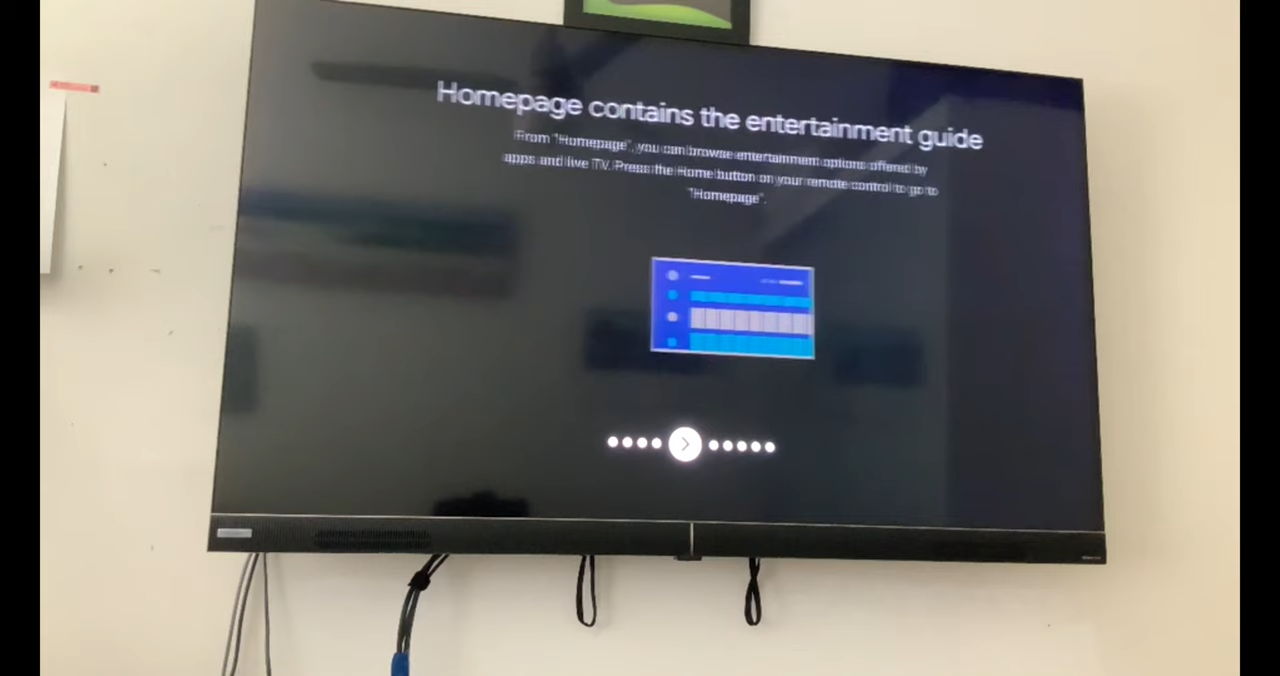 Homepage contains the entertainment guide
From "Homepage", you can browse entertainment options offered by
apps and live TV. Press the Home button on your remote control to go to
"Homepage".